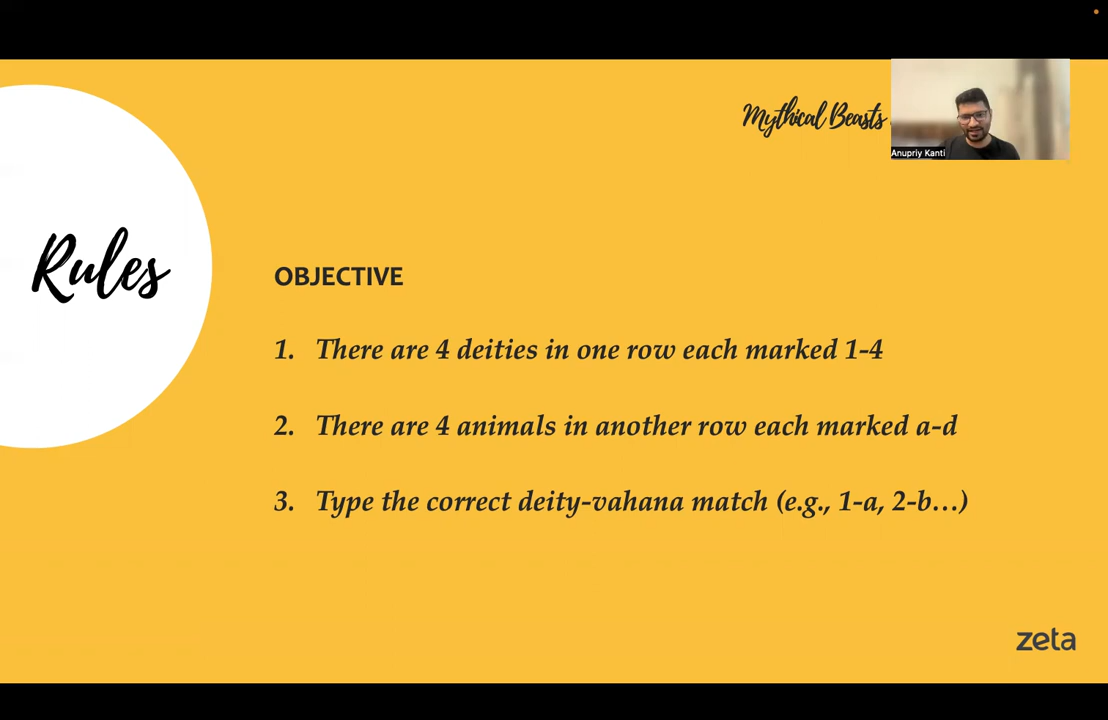 Mythical Beasts
Anupriy Kanti
Rules
OBJECTIVE
1. There are 4 deities in one row each marked 1-4
2. There are 4 animals in another row each marked a-d
3. Type the correct deity-vahana match (e.g., 1-a, 2-b...)
zeta